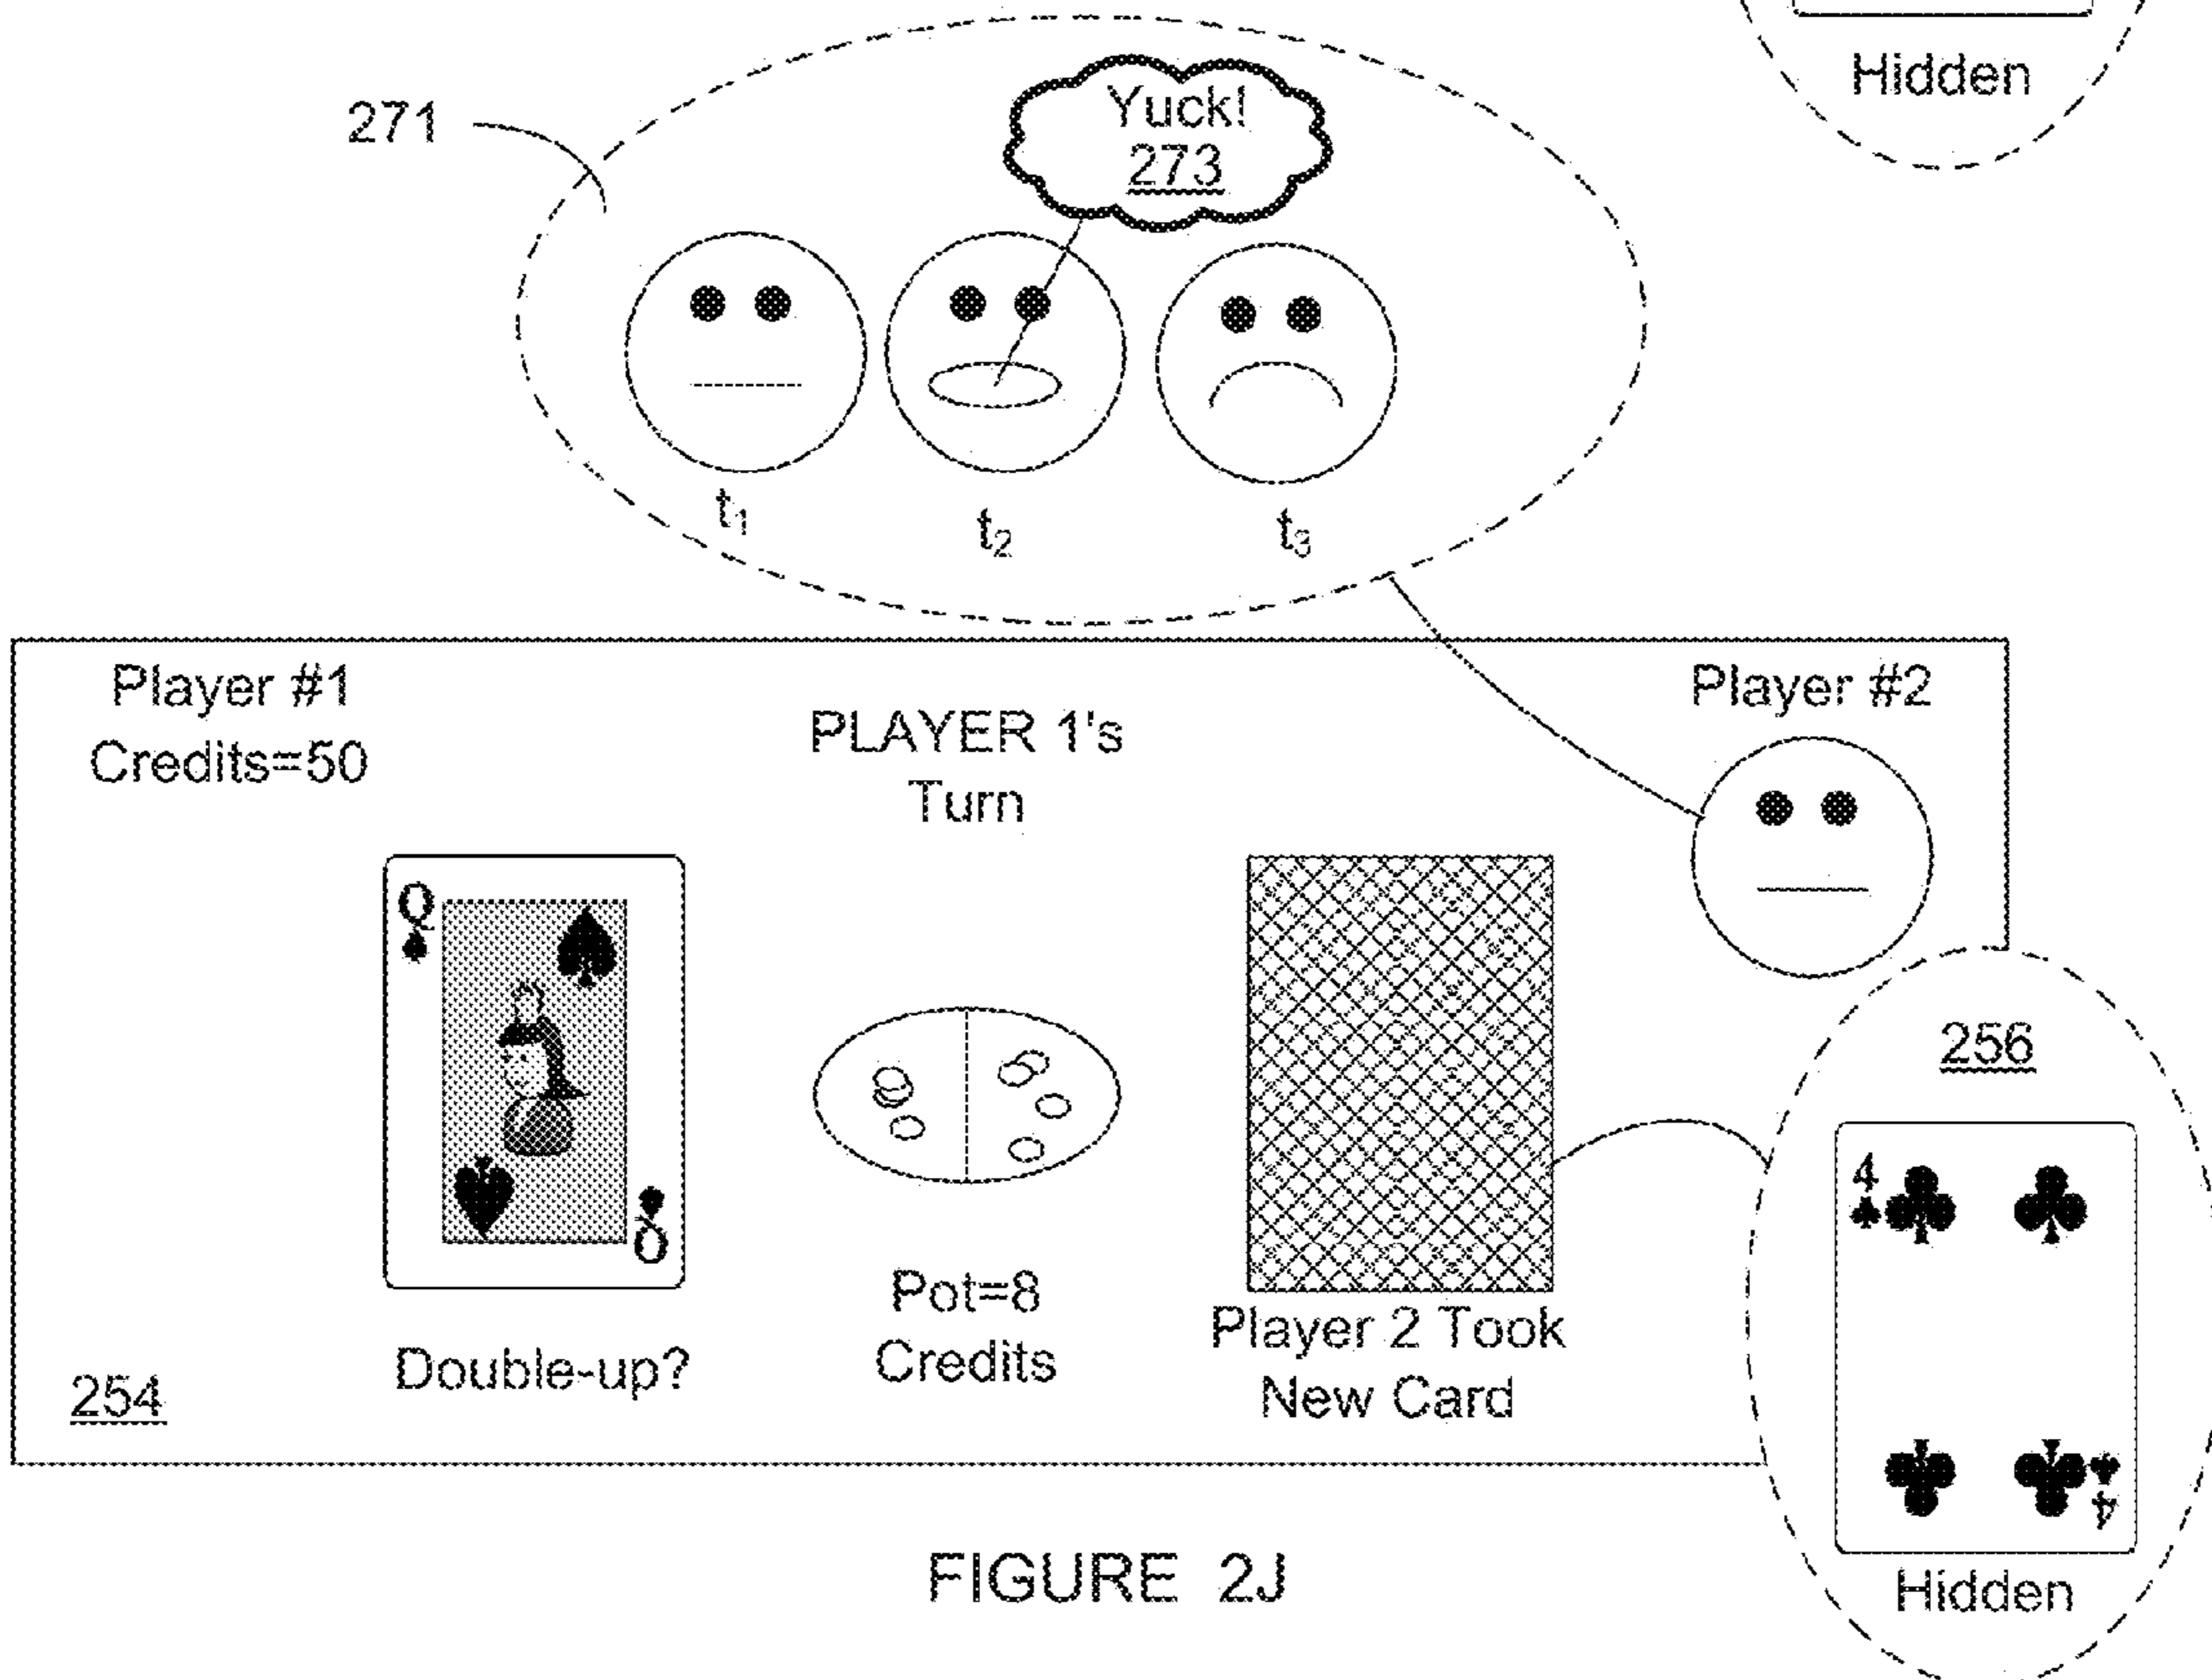 Hidden
271
Yuck!
273
t1
t2
t3
Player #1
Credits=50
PLAYER 1's
Turn
Player #2
Q
Q
Double-up?
Pot=8
Credits
Player 2 Took
New Card
254
256
4
4
Hidden
FIGURE 2J